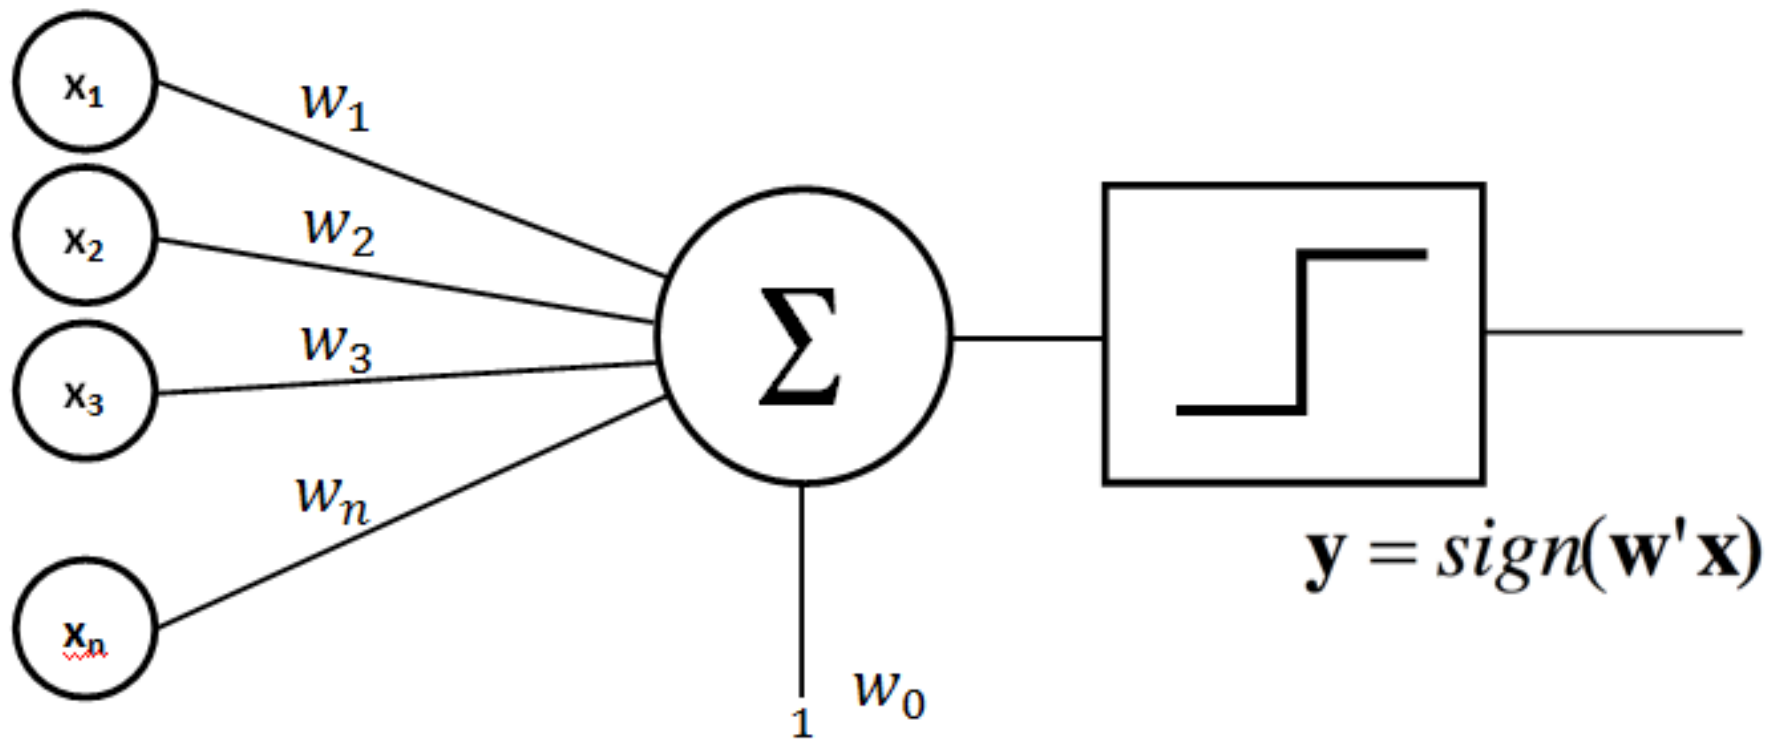 x₁
w₁
x₂
w₂
x₃
w₃
wₙ
xₙ
Σ
y = sign(w'x)
1 w₀